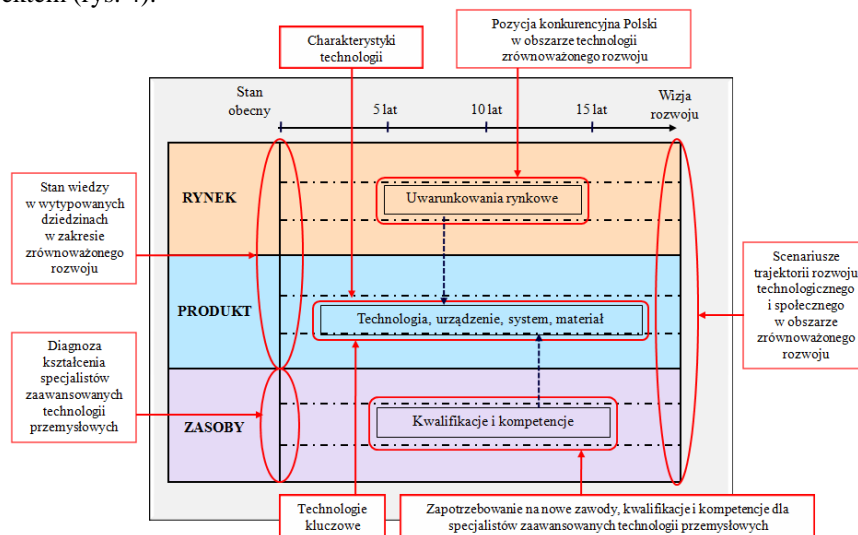 ektem (rys. 4).
Charakterystyki
technologii
Pozycja konkurencyjna Polski
w obszarze technologii
zrównoważonego rozwoju
Stan
obecny
5 lat
10 lat
15 lat
Wizja
rozwoju
Stan wiedzy
w wytypowanych
dziedzinach
w zakresie
zrównoważonego
rozwoju
RYNEK
Uwarunkowania rynkowe
PRODUKT
Technologia, urządzenie, system, materiał
Scenariusze
trajektorii rozwoju
technologicznego
i społecznego
w obszarze
zrównoważonego
rozwoju
Diagnoza
kształcenia
specjalistów
zaawansowanych
technologii
przemysłowych
ZASOBY
Kwalifikacje i kompetencje
Technologie
kluczowe
Zapotrzebowanie na nowe zawody, kwalifikacje i kompetencje dla
specjalistów zaawansowanych technologii przemysłowych